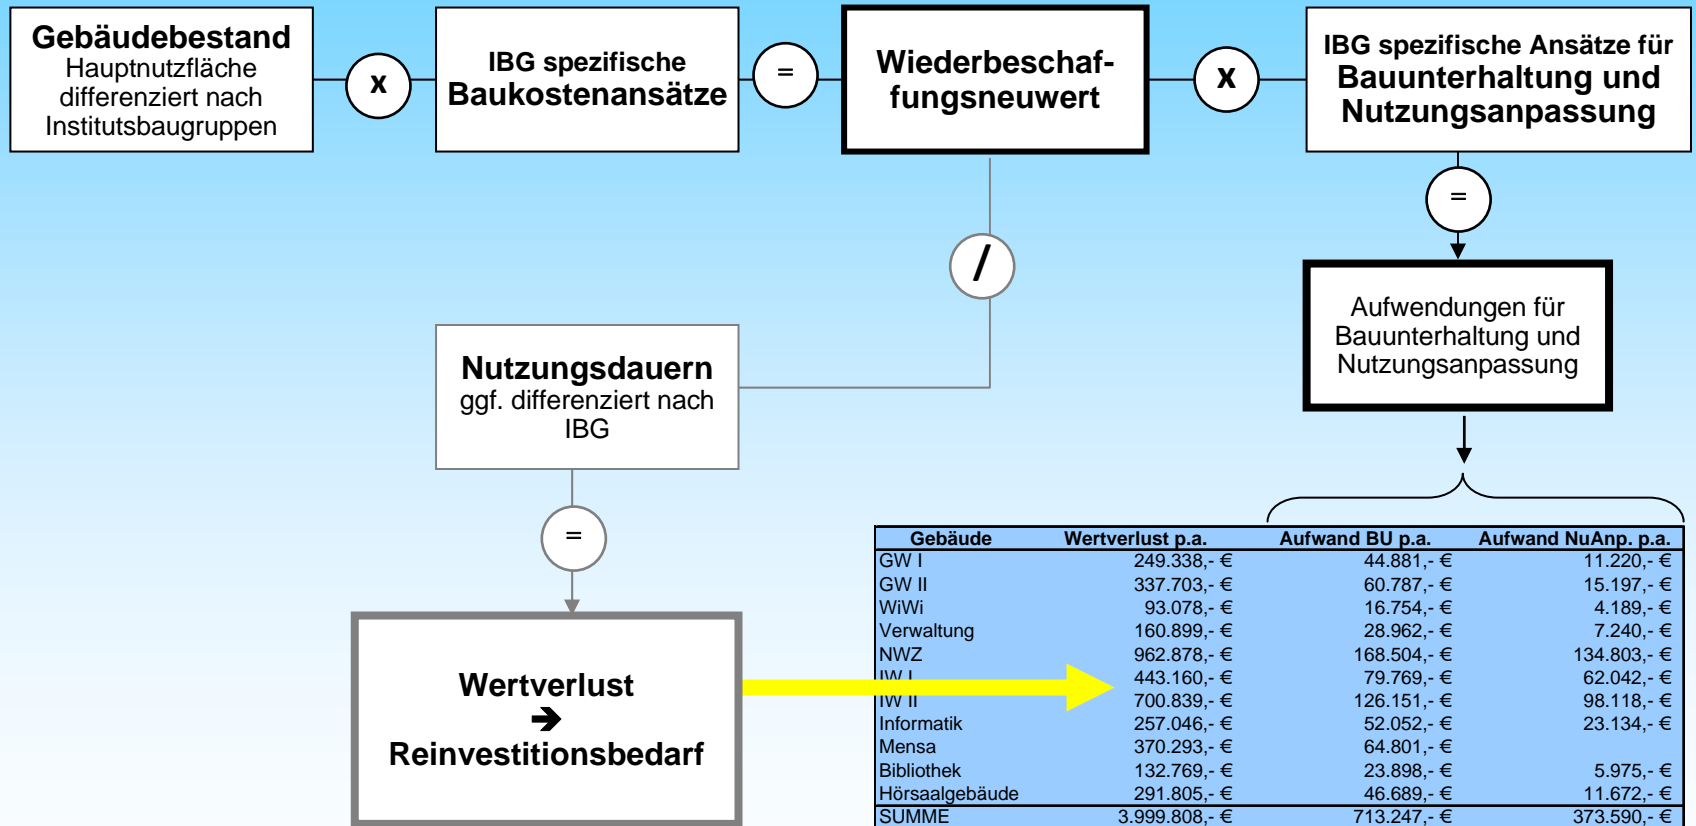 Gebäudebestand
Hauptnutzfläche
differenziert nach
Institutsbaugruppen
x
IBG spezifische
Baukostenansätze
=
Wiederbeschaf-
fungsneuwert
x
IBG spezifische Ansätze für
Bauunterhaltung und
Nutzungsanpassung
=
/
Aufwendungen für
Bauunterhaltung und
Nutzungsanpassung
Nutzungsdauern
ggf. differenziert nach
IBG
=
Wertverlust
➔
Reinvestitionsbedarf
Gebäude Wertverlust p.a. Aufwand BU p.a. Aufwand NuAnp. p.a.
GW I 249.338,- € 44.881,- € 11.220,- €
GW II 337.703,- € 60.787,- € 15.197,- €
WiWi 93.078,- € 16.754,- € 4.189,- €
Verwaltung 160.899,- € 28.962,- € 7.240,- €
NWZ 962.878,- € 168.504,- € 134.803,- €
IW I 443.160,- € 79.769,- € 62.042,- €
IW II 700.839,- € 126.151,- € 98.118,- €
Informatik 257.046,- € 52.052,- € 23.134,- €
Mensa 370.293,- € 64.801,- €
Bibliothek 132.769,- € 23.898,- € 5.975,- €
Hörsaalgebäude 291.805,- € 46.689,- € 11.672,- €
SUMME 3.999.808,- € 713.247,- € 373.590,- €